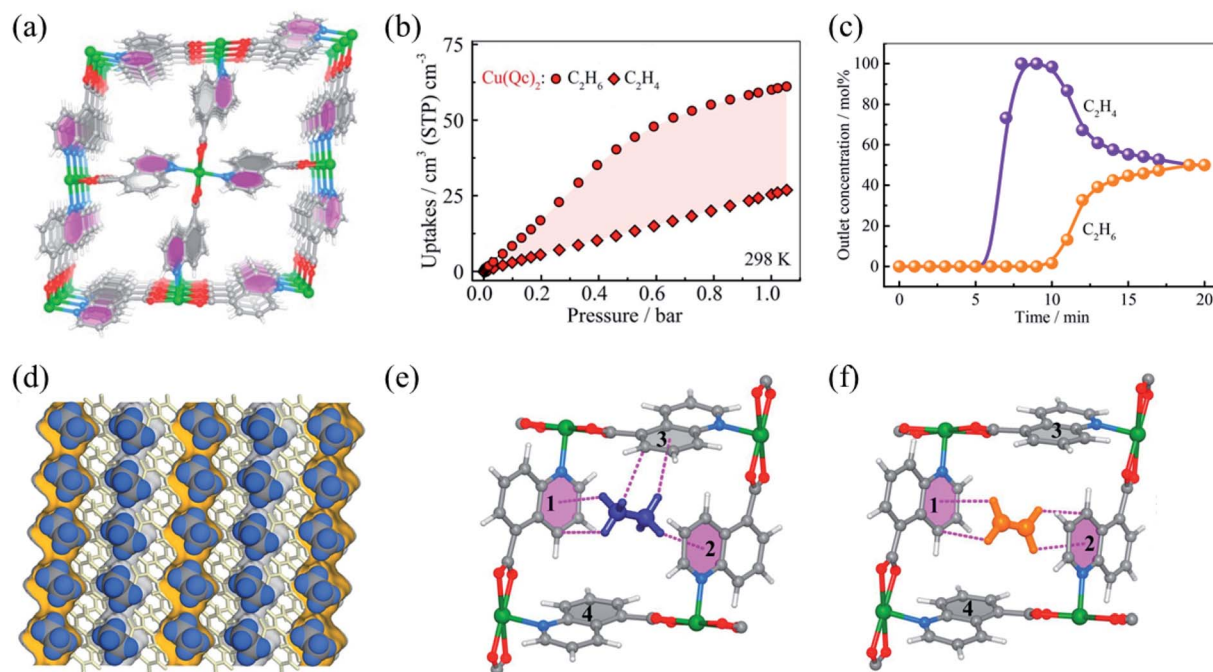 (a)
(b)
75
50
25
0
Uptakes / cm³ (STP) cm⁻³
Cu(Qc)₂: C₂H₆ C₂H₄
298 K
0.0 0.2 0.4 0.6 0.8 1.0
Pressure / bar
(c)
100
80
60
40
20
0
Outlet concentration / mol%
C₂H₄
C₂H₆
0 5 10 15 20
Time / min
(d)
(e)
3
1
2
4
(f)
3
1
2
4